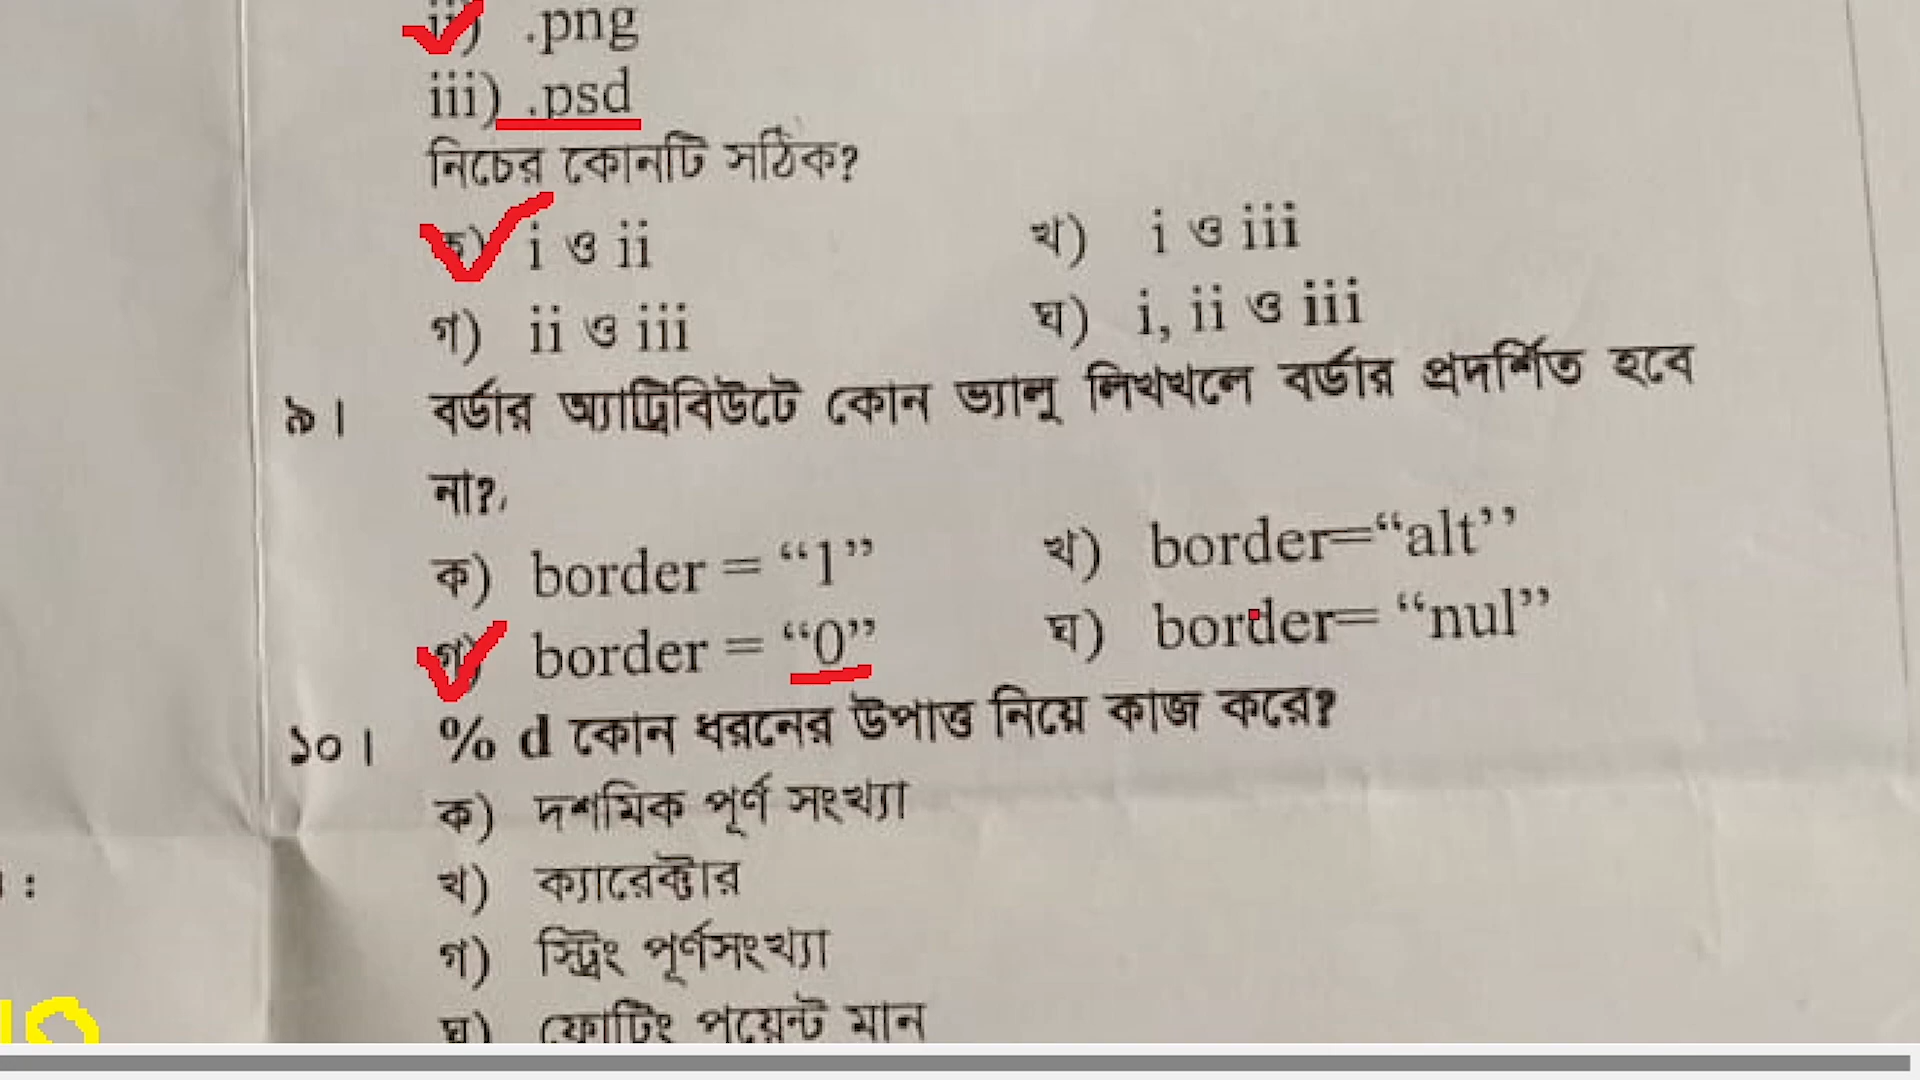 ii) .png
iii) .psd
নিচের কোনটি সঠিক?
ক) i ও ii খ) i ও iii
গ) ii ও iii ঘ) i, ii ও iii
৯। বর্ডার অ্যাট্রিবিউটে কোন ভ্যালু লিখখলে বর্ডার প্রদর্শিত হবে
না?
ক) border = “1” খ) border=“alt’’
গ) border = “0” ঘ) border= “nul”
১০। % d কোন ধরনের উপাত্ত নিয়ে কাজ করে?
ক) দশমিক পূর্ণ সংখ্যা
খ) ক্যারেক্টার
গ) স্ট্রিং পূর্ণসংখ্যা
ঘ) ফ্লোটিং পয়েন্ট মান